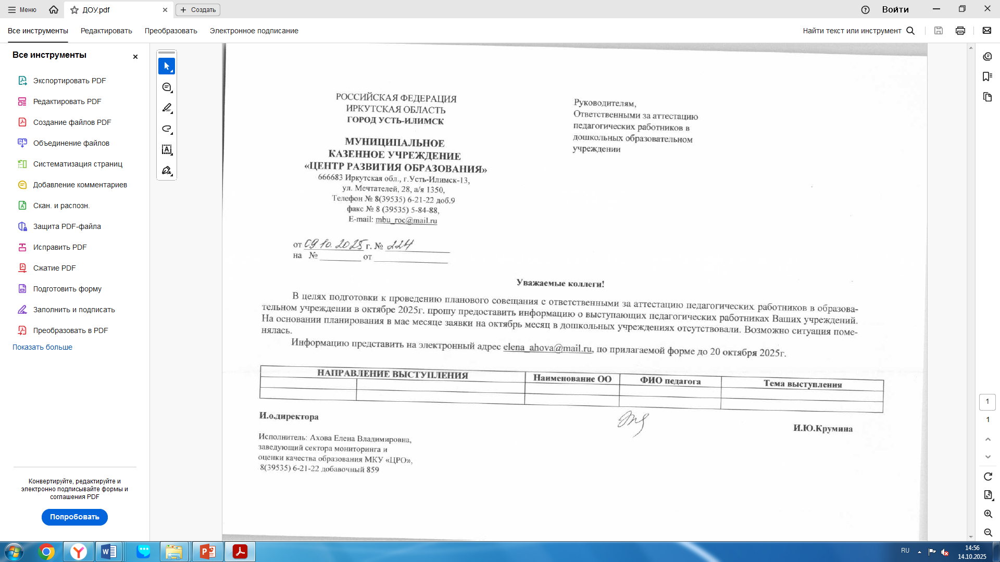 Меню
ДОУ.pdf
Создать
Войти
Все инструменты
Редактировать
Преобразовать
Электронное подписание
Найти текст или инструмент
Все инструменты
Экспортировать PDF
Редактировать PDF
Создание файлов PDF
Объединение файлов
Систематизация страниц
Добавление комментариев
Скан. и распозн.
Защита PDF-файла
Исправить PDF
Сжатие PDF
Подготовить форму
Заполнить и подписать
Преобразовать в PDF
Показать больше
Конвертируйте, редактируйте и
электронно подписывайте формы и
соглашения PDF
Попробовать
РОССИЙСКАЯ ФЕДЕРАЦИЯ
ИРКУТСКАЯ ОБЛАСТЬ
ГОРОД УСТЬ-ИЛИМСК
МУНИЦИПАЛЬНОЕ
КАЗЕННОЕ УЧРЕЖДЕНИЕ
«ЦЕНТР РАЗВИТИЯ ОБРАЗОВАНИЯ»
666683 Иркутская обл., г.Усть-Илимск-13,
ул. Мечтателей, 28, а/я 1350,
Телефон № 8(39535) 6-21-22 доб.9
факс № 8 (39535) 5-84-88,
E-mail: mbu_roc@mail.ru
от 09.10.2025 г. № 224
на № ________ от ________
Руководителям,
Ответственными за аттестацию
педагогических работников в
дошкольных образовательном
учреждении
Уважаемые коллеги!
В целях подготовки к проведению планового совещания с ответственными за аттестацию педагогических работников в образова-
тельном учреждении в октябре 2025г. прошу предоставить информацию о выступающих педагогических работниках Ваших учреждений.
На основании планирования в мае месяце заявки на октябрь месяц в дошкольных учреждениях отсутствовали. Возможно ситуация поме-
нялась.
Информацию представить на электронный адрес elena_ahova@mail.ru, по прилагаемой форме до 20 октября 2025г.
НАПРАВЛЕНИЕ ВЫСТУПЛЕНИЯ Наименование ОО ФИО педагога Тема выступления
И.о.директора
И.Ю.Крумина
Исполнитель: Ахова Елена Владимировна,
заведующий сектора мониторинга и
оценки качества образования МКУ «ЦРО»,
8(39535) 6-21-22 добавочный 859
1
1
RU
14:56
14.10.2025